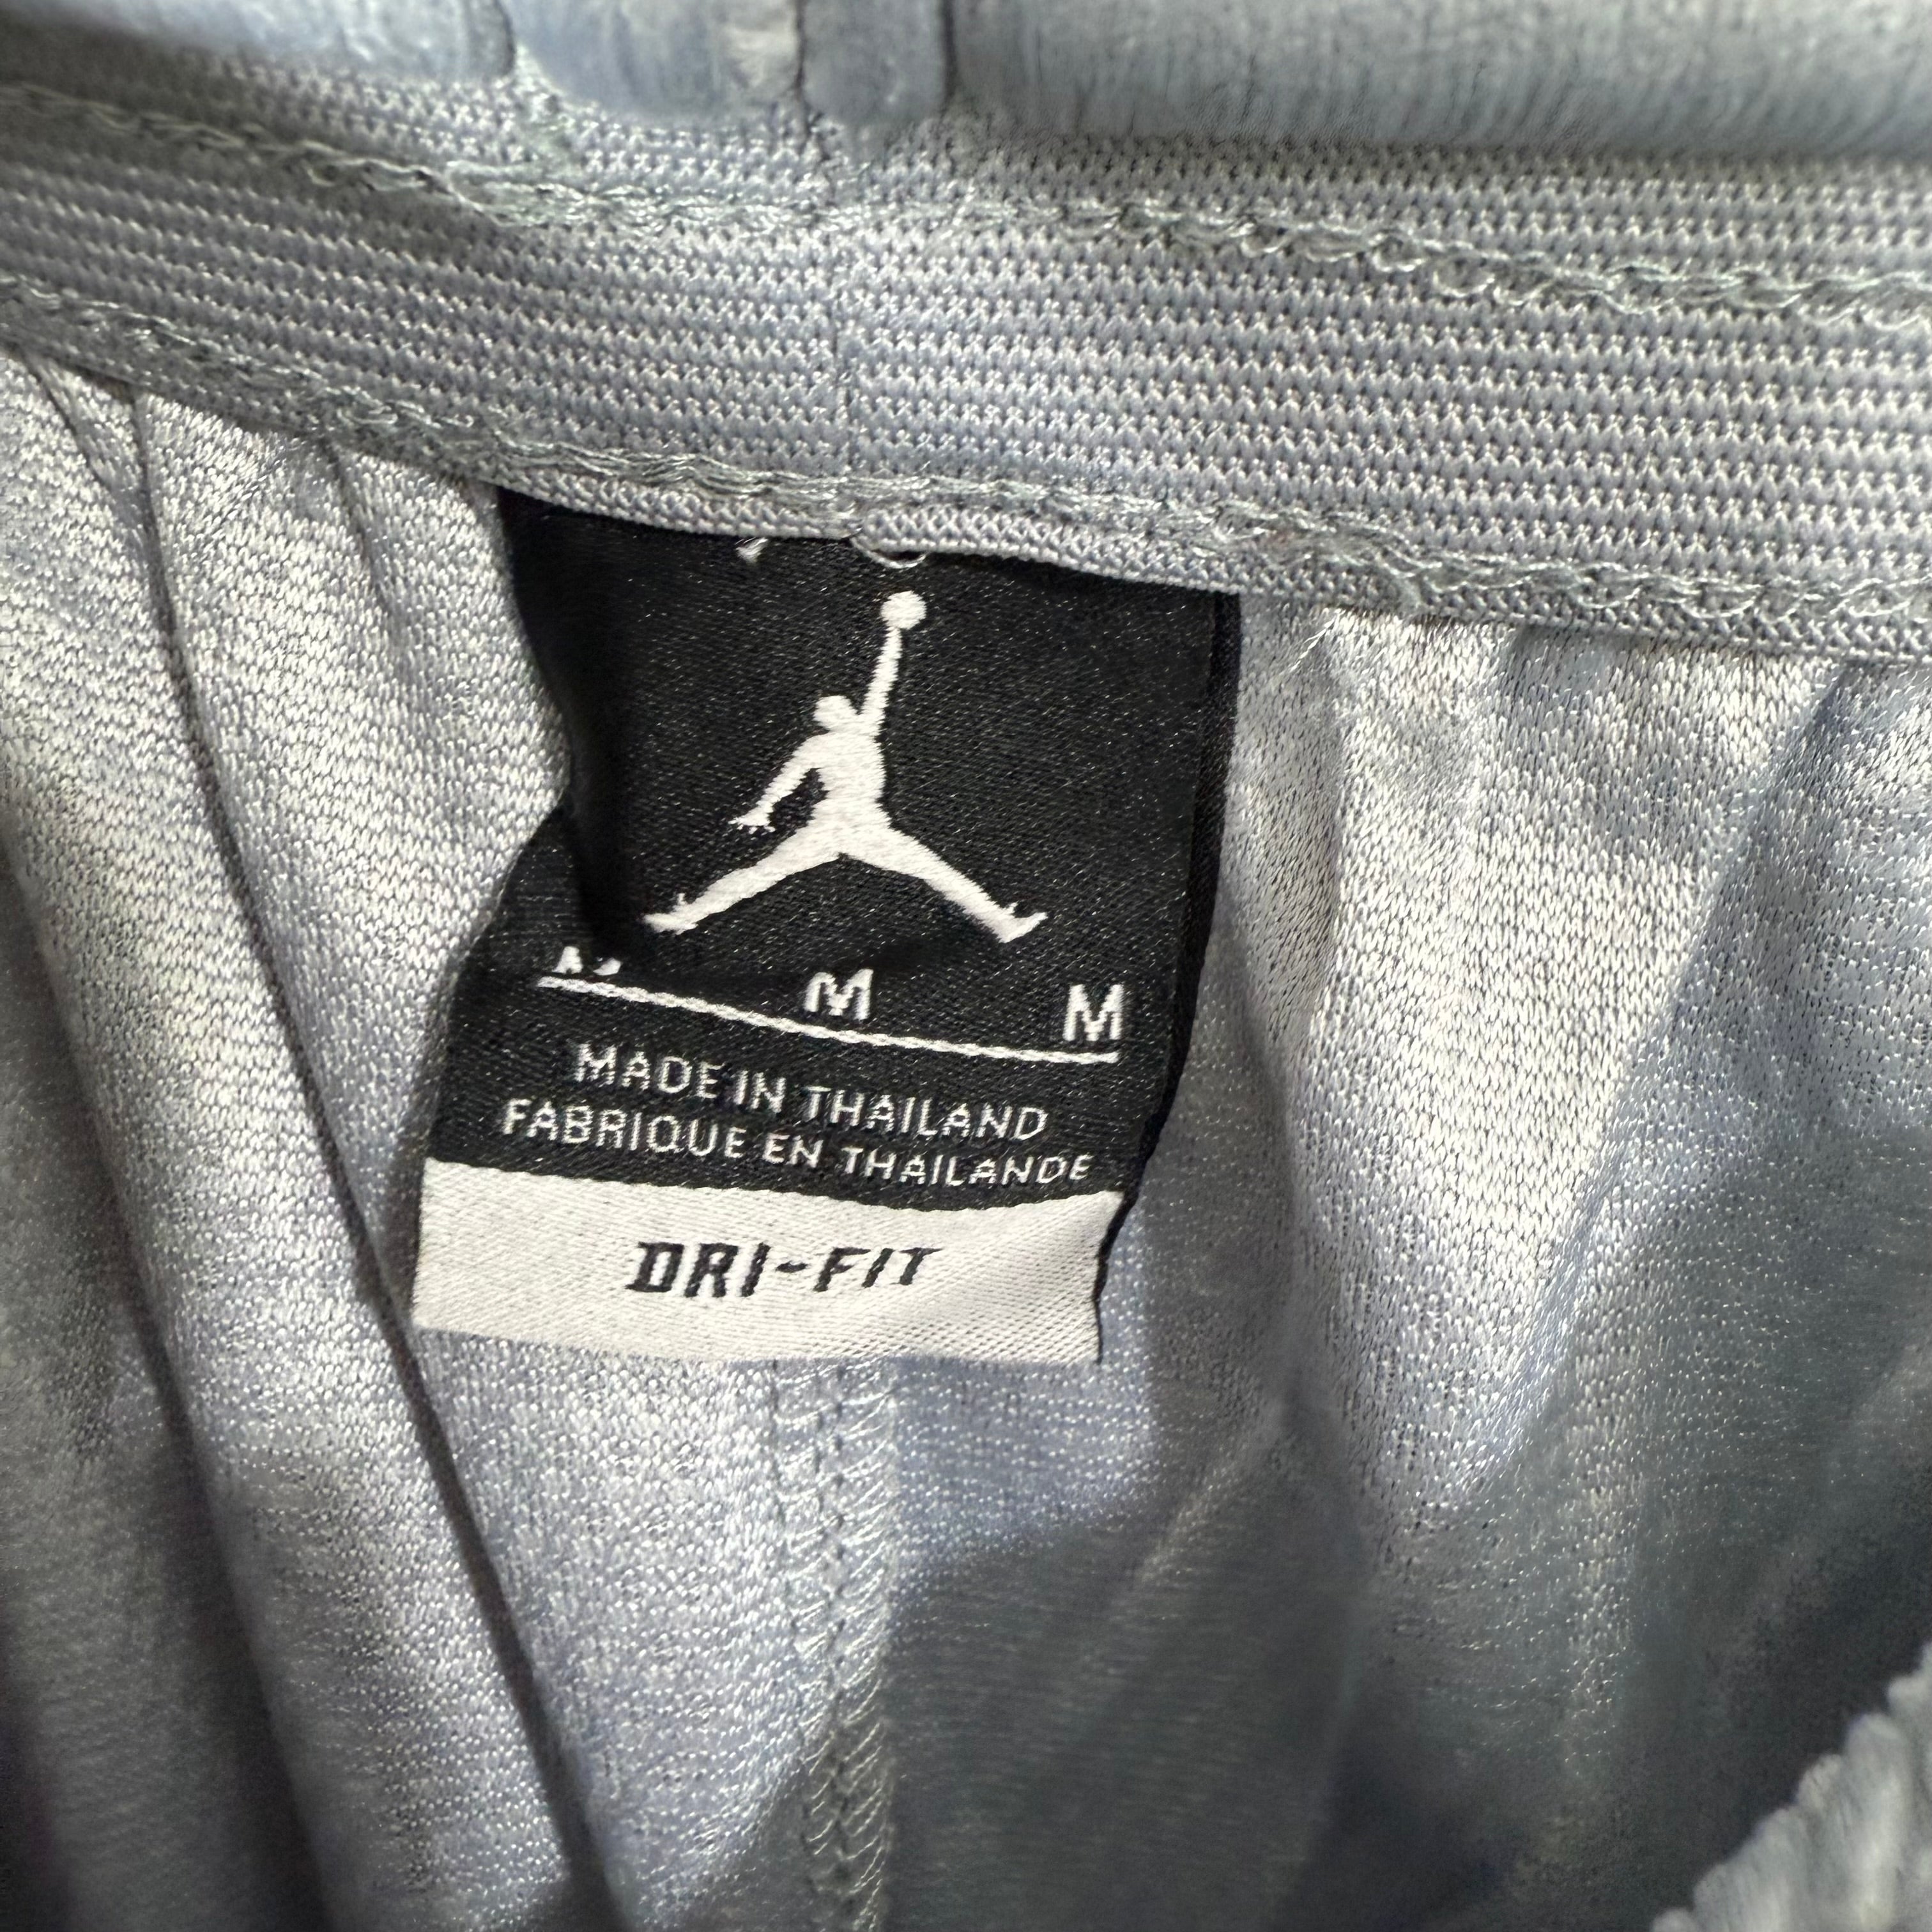 M M
MADE IN THAILAND
FABRIQUE EN THAILANDE
DRI-FIT